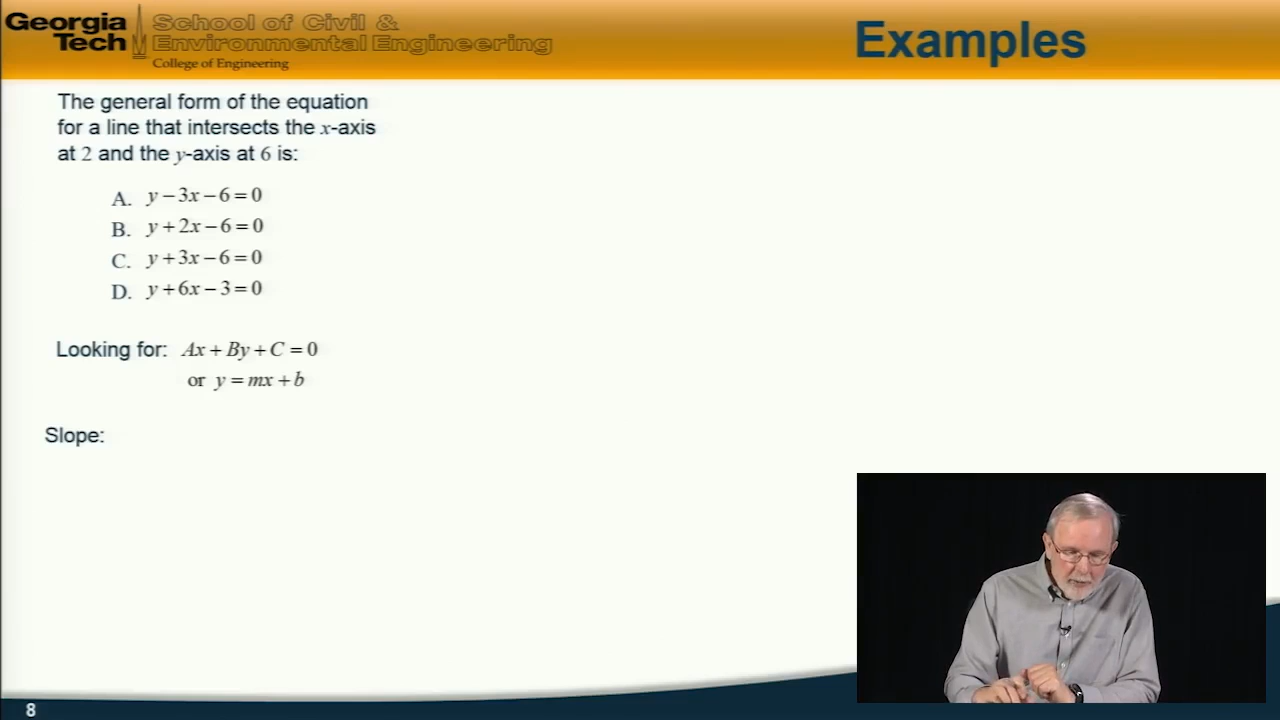 Georgia Tech
School of Civil &
Environmental Engineering
College of Engineering
Examples
The general form of the equation
for a line that intersects the x-axis
at 2 and the y-axis at 6 is:
A. y − 3x − 6 = 0
B. y + 2x − 6 = 0
C. y + 3x − 6 = 0
D. y + 6x − 3 = 0
Looking for: Ax + By + C = 0
or y = mx + b
Slope:
8